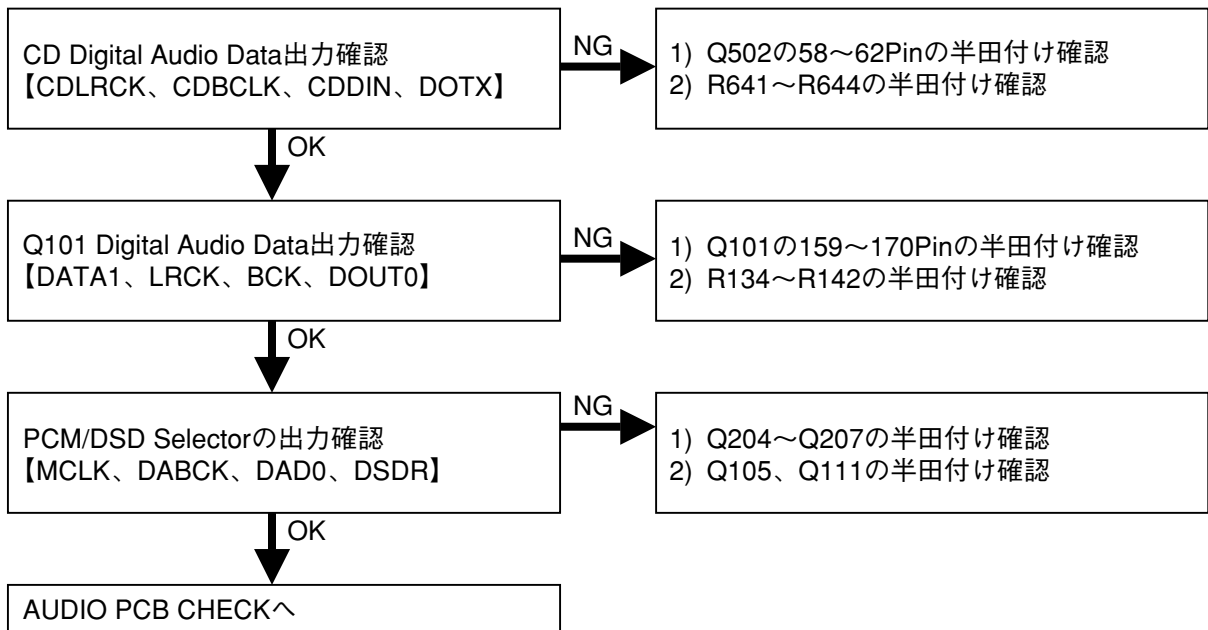 CD Digital Audio Data出力確認
【CDLRCK、CDBCLK、CDDIN、DOTX】
NG
1) Q502の58～62Pinの半田付け確認
2) R641～R644の半田付け確認
OK
Q101 Digital Audio Data出力確認
【DATA1、LRCK、BCK、DOUT0】
NG
1) Q101の159～170Pinの半田付け確認
2) R134～R142の半田付け確認
OK
PCM/DSD Selectorの出力確認
【MCLK、DABCK、DAD0、DSDR】
NG
1) Q204～Q207の半田付け確認
2) Q105、Q111の半田付け確認
OK
AUDIO PCB CHECKへ